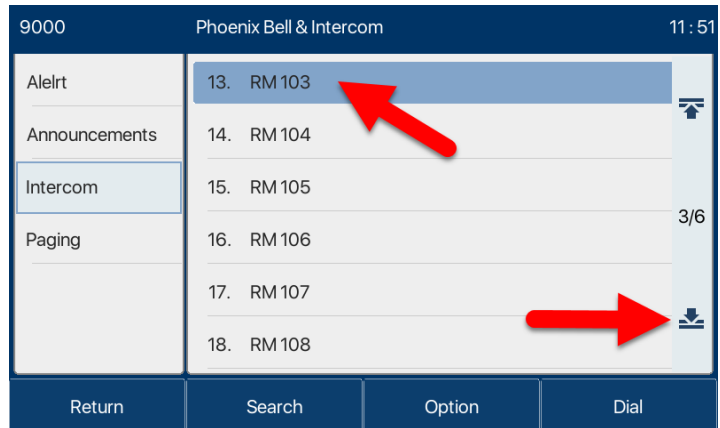 9000 Phoenix Bell & Interco m 11:51
Alelrt
Announcements
Intercom
Paging
13. RM 103
14. RM 104
15. RM 105
16. RM 106
17. RM 107
18. RM 108
3/6
Return Search Option Dial